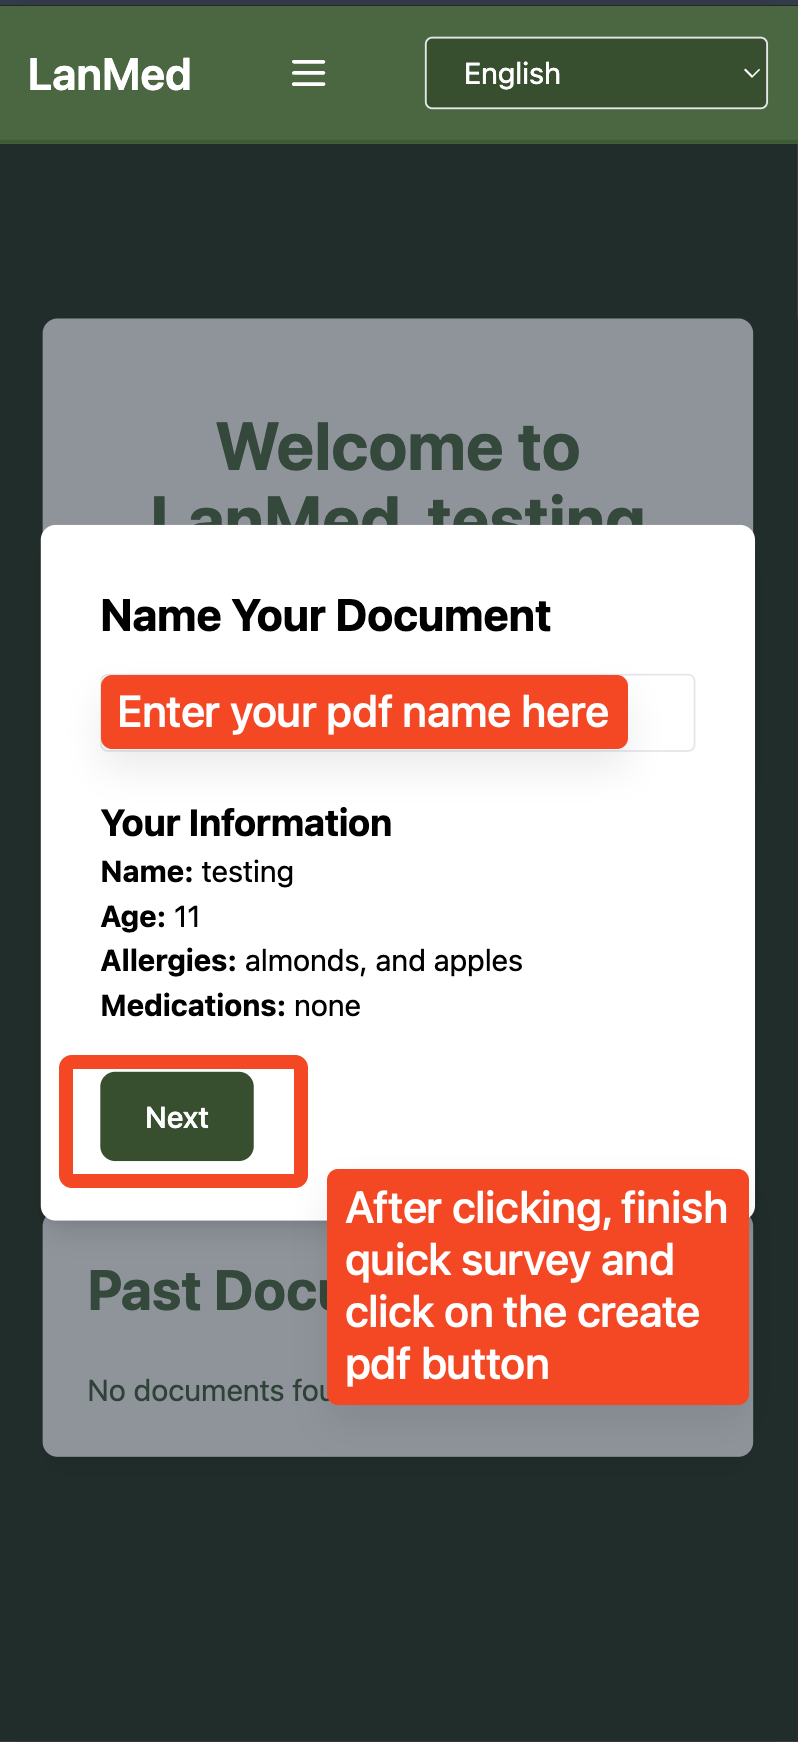 LanMed
English
Welcome to
LanMed, testing
Name Your Document
Enter your pdf name here
Your Information
Name: testing
Age: 11
Allergies: almonds, and apples
Medications: none
Next
After clicking, finish
quick survey and
click on the create
pdf button
Past Docu
No documents fou